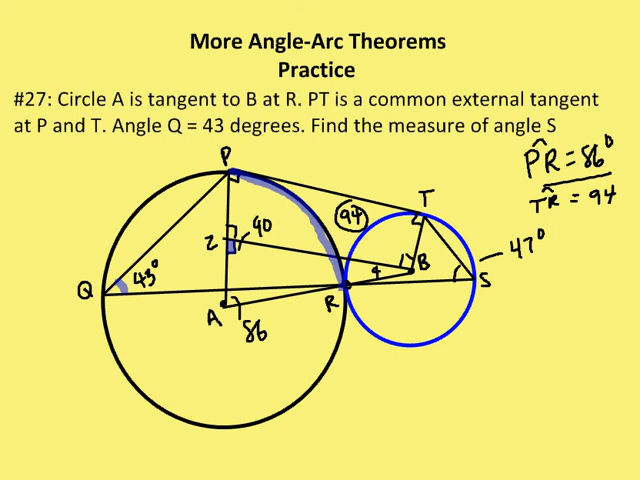 More Angle-Arc Theorems
Practice
#27: Circle A is tangent to B at R. PT is a common external tangent
at P and T. Angle Q = 43 degrees. Find the measure of angle S
PR = 86°
TR = 94
P
T
94
90
Z
47°
43°
4
B
S
Q
A
R
86